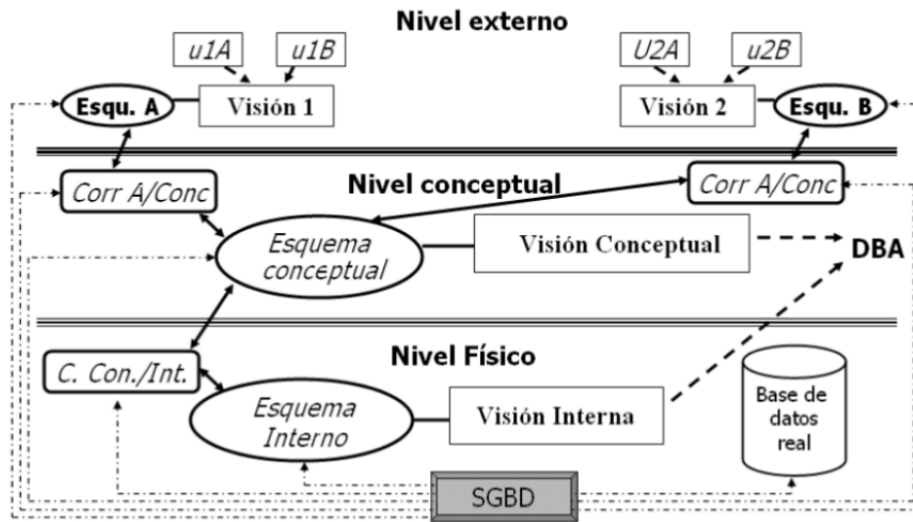 Nivel externo
u1A
u1B
U2A
u2B
Esqu. A
Visión 1
Visión 2
Esqu. B
Corr A/Conc
Nivel conceptual
Corr A/Conc
Esquema
conceptual
Visión Conceptual
DBA
Nivel Físico
C. Con./Int.
Esquema
Interno
Visión Interna
Base de
datos
real
SGBD